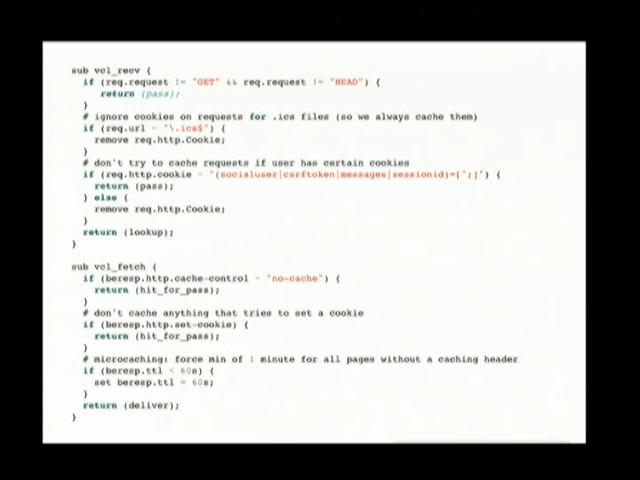 sub vcl_recv {
if (req.request != "GET" && req.request != "HEAD") {
return (pass);
}
# ignore cookies on requests for .ics files (so we always cache them)
if (req.url ~ "\.ics$") {
remove req.http.Cookie;
}
# don't try to cache requests if user has certain cookies
if (req.http.cookie ~ "(socialuser|csrftoken|messages|sessionid)=[^;]") {
return (pass);
} else {
remove req.http.Cookie;
}
return (lookup);
}
sub vcl_fetch {
if (beresp.http.cache-control ~ "no-cache") {
return (hit_for_pass);
}
# don't cache anything that tries to set a cookie
if (beresp.http.set-cookie) {
return (hit_for_pass);
}
# microcaching: force min of 1 minute for all pages without a caching header
if (beresp.ttl < 60s) {
set beresp.ttl = 60s;
}
return (deliver);
}